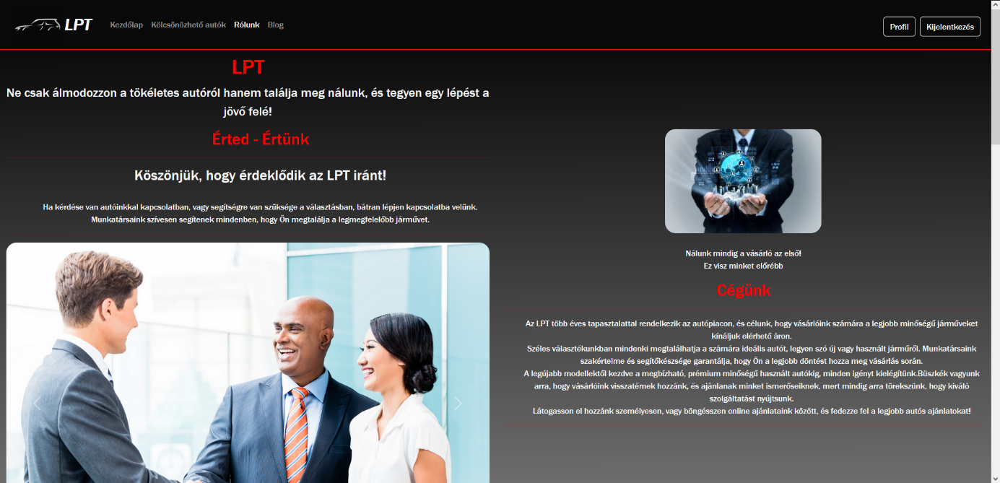 LPT
Kezdőlap
Kölcsönözhető autók
Rólunk
Blog
Profil
Kijelentkezés
LPT
Ne csak álmodozzon a tökéletes autóról hanem találja meg nálunk, és tegyen egy lépést a
jövő felé!
Érted - Értünk
Köszönjük, hogy érdeklődik az LPT iránt!
Ha kérdése van autóinkkal kapcsolatban, vagy segítségre van szüksége a választásban, bátran lépjen kapcsolatba velünk.
Munkatársaink szívesen segítenek mindenben, hogy Ön megtalálja a legmegfelelőbb járművet.
Nálunk mindig a vásárló az első!
Ez visz minket előrébb
Cégünk
Az LPT több éves tapasztalattal rendelkezik az autópiacon, és célunk, hogy vásárlóink számára a legjobb minőségű járműveket
kínáljuk elérhető áron.
Széles választékunkban mindenki megtalálhatja a számára ideális autót, legyen szó új vagy használt járműről. Munkatársaink
szakértelme és segítőkészsége garantálja, hogy Ön a legjobb döntést hozza meg vásárlás során.
A legújabb modellektől kezdve a megbízható, prémium minőségű használt autókig, minden igényt kielégítünk.Büszkék vagyunk
arra, hogy vásárlóink visszatérnek hozzánk, és ajánlanak minket ismerőseiknek, mert mindig arra törekszünk, hogy kiváló
szolgáltatást nyújtsunk.
Látogasson el hozzánk személyesen, vagy böngésszen online ajánlataink között, és fedezze fel a legjobb autós ajánlatokat!